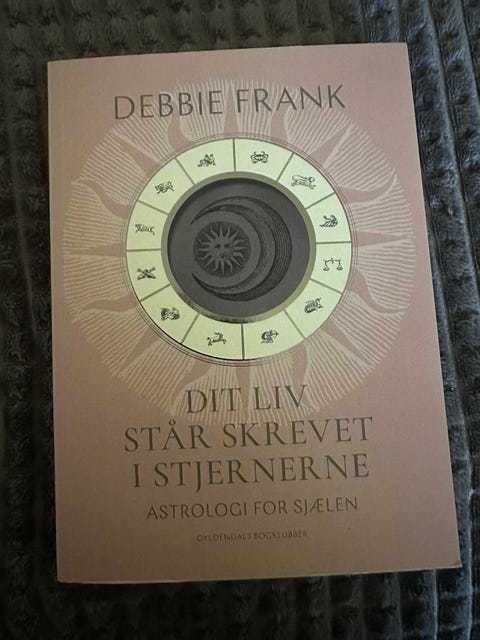 DEBBIE FRANK
DIT LIV
STÅR SKREVET
I STJERNERNE
ASTROLOGI FOR SJÆLEN
GYLDENDALS BOGKLUBBER